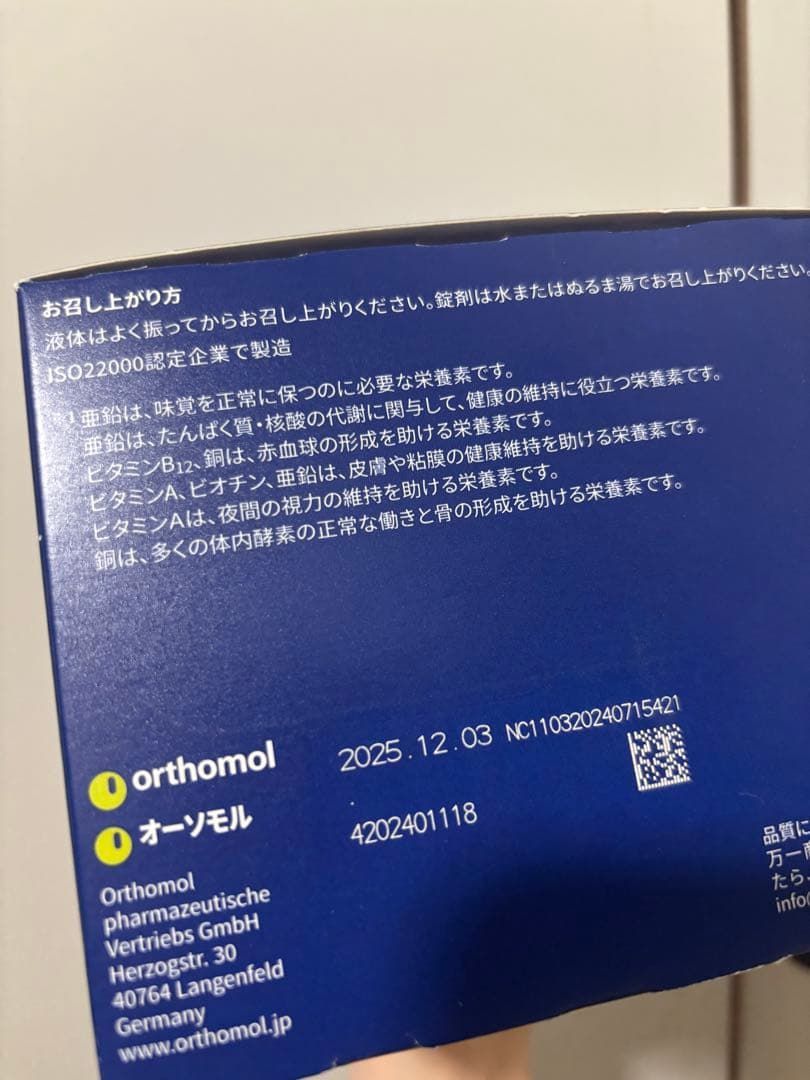 お召し上がり方
液体はよく振ってからお召し上がりください。錠剤は水またはぬるま湯でお召し上がりください。
ISO22000認定企業で製造
*1 亜鉛は、味覚を正常に保つのに必要な栄養素です。
亜鉛は、たんぱく質・核酸の代謝に関与して、健康の維持に役立つ栄養素です。
ビタミンB12、銅は、赤血球の形成を助ける栄養素です。
ビタミンA、ビオチン、亜鉛は、皮膚や粘膜の健康維持を助ける栄養素です。
ビタミンAは、夜間の視力の維持を助ける栄養素です。
銅は、多くの体内酵素の正常な働きと骨の形成を助ける栄養素です。
orthomol
オーソモル
2025.12.03 NC110320240715421
4202401118
Orthomol
pharmazeutische
Vertriebs GmbH
Herzogstr. 30
40764 Langenfeld
Germany
www.orthomol.jp
品質に
万一
たら、
info@